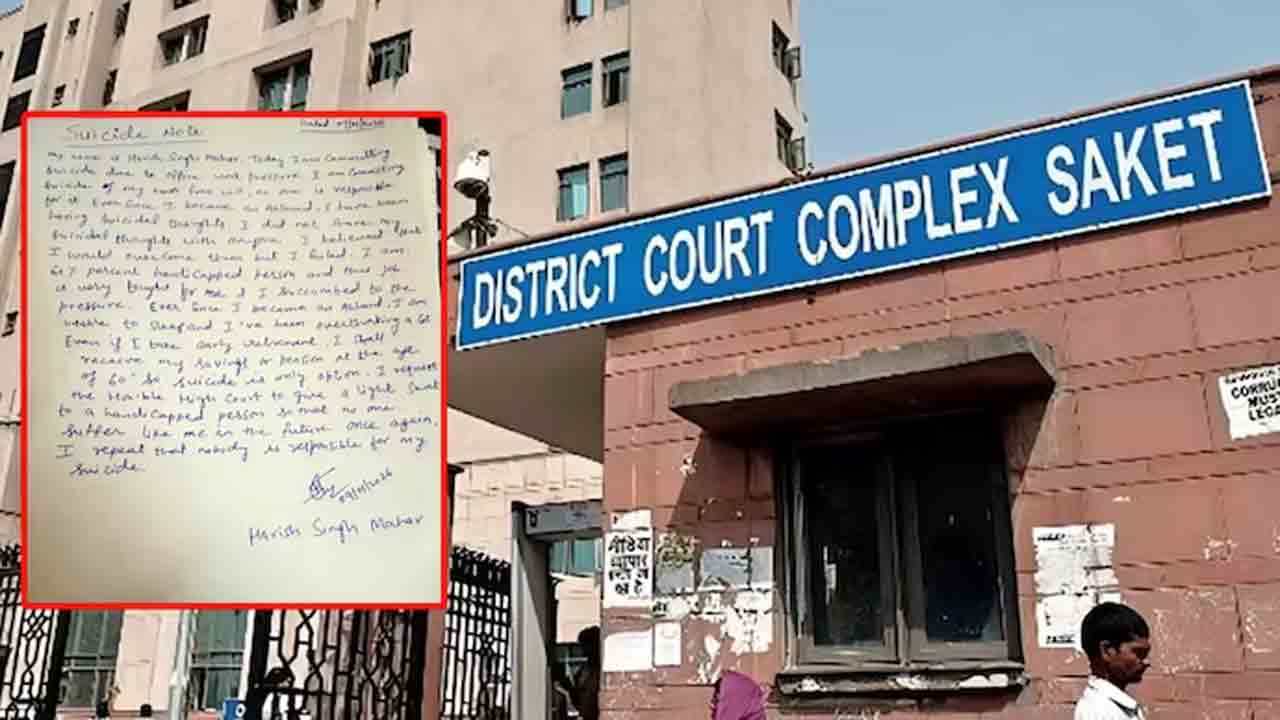 Suicide Note
My name is Harish Singh Mahar. Today I am Committing
Suicide due to office work pressure I am Committing
Suicide of my own free will, no one is responsible
for it Ever Since I became an Ahlmad. I have been
having Suicidal thoughts I did not Share my
Suicidal thoughts with anyone. I believed that
I would overcome them but I failed. I am
60% percent handicapped person and this job
is very tought for me & I Succumbed to the
pressure. Ever Since I became an Ahlmad. I am
unable to sleep and I've been overthinking a lot
Even if I take early retirement I shall
receive my savings or pension at the age
of 60 so suicide is only option. I request
the Hon'ble High Court to give a light Seat
to a handicapped person so that no one
Suffer like me in the future once again.
I repeat that nobody is responsible for my
Suicide
Harish Singh Mahar
DISTRICT COURT COMPLEX SAKET
MUST
मीडिया
व्यापार